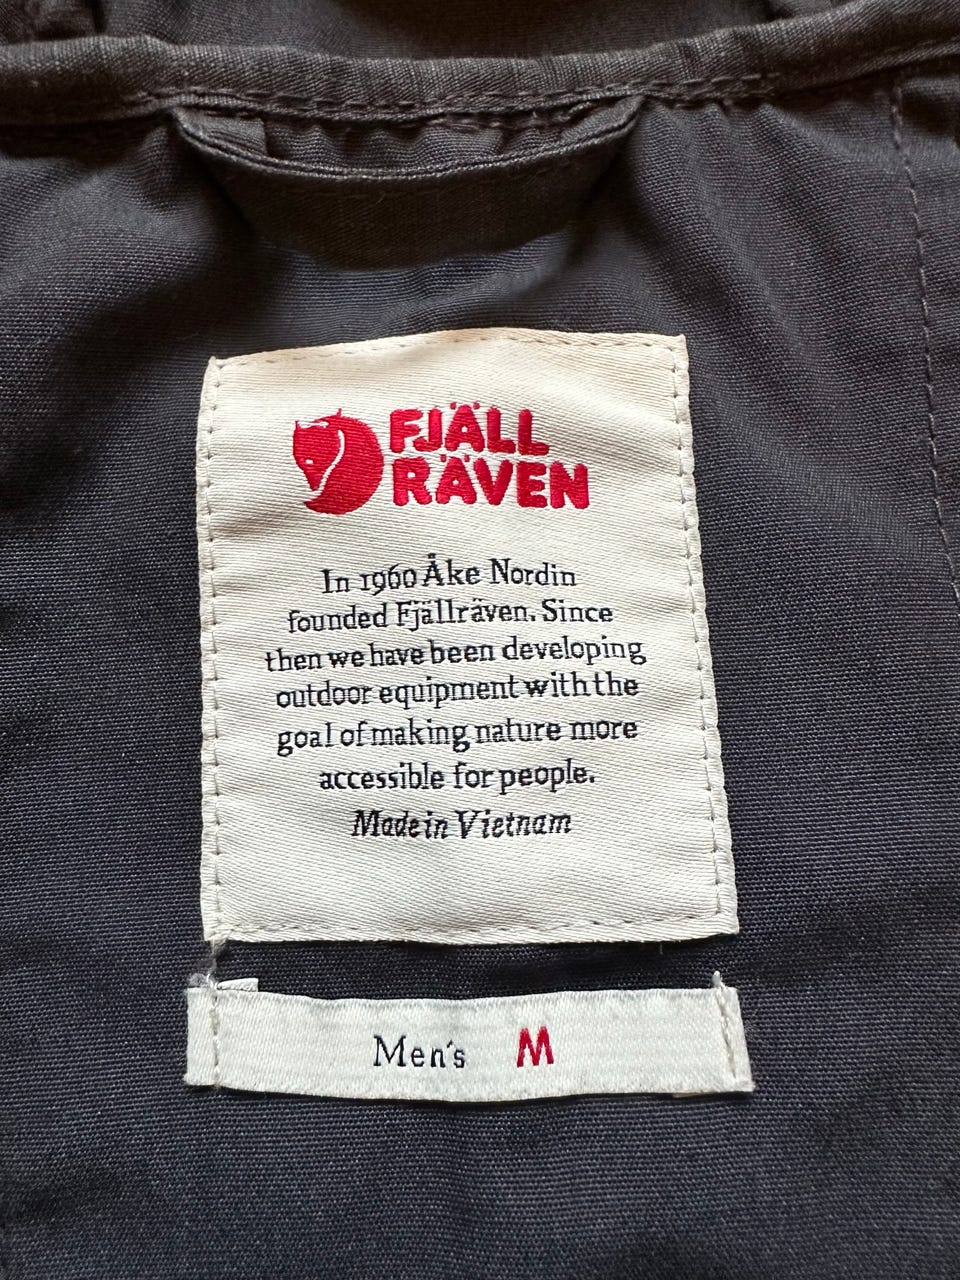 FJÄLL
RÄVEN
In 1960 Åke Nordin
founded Fjällräven. Since
then we have been developing
outdoor equipment with the
goal of making nature more
accessible for people.
Made in Vietnam
Men's M